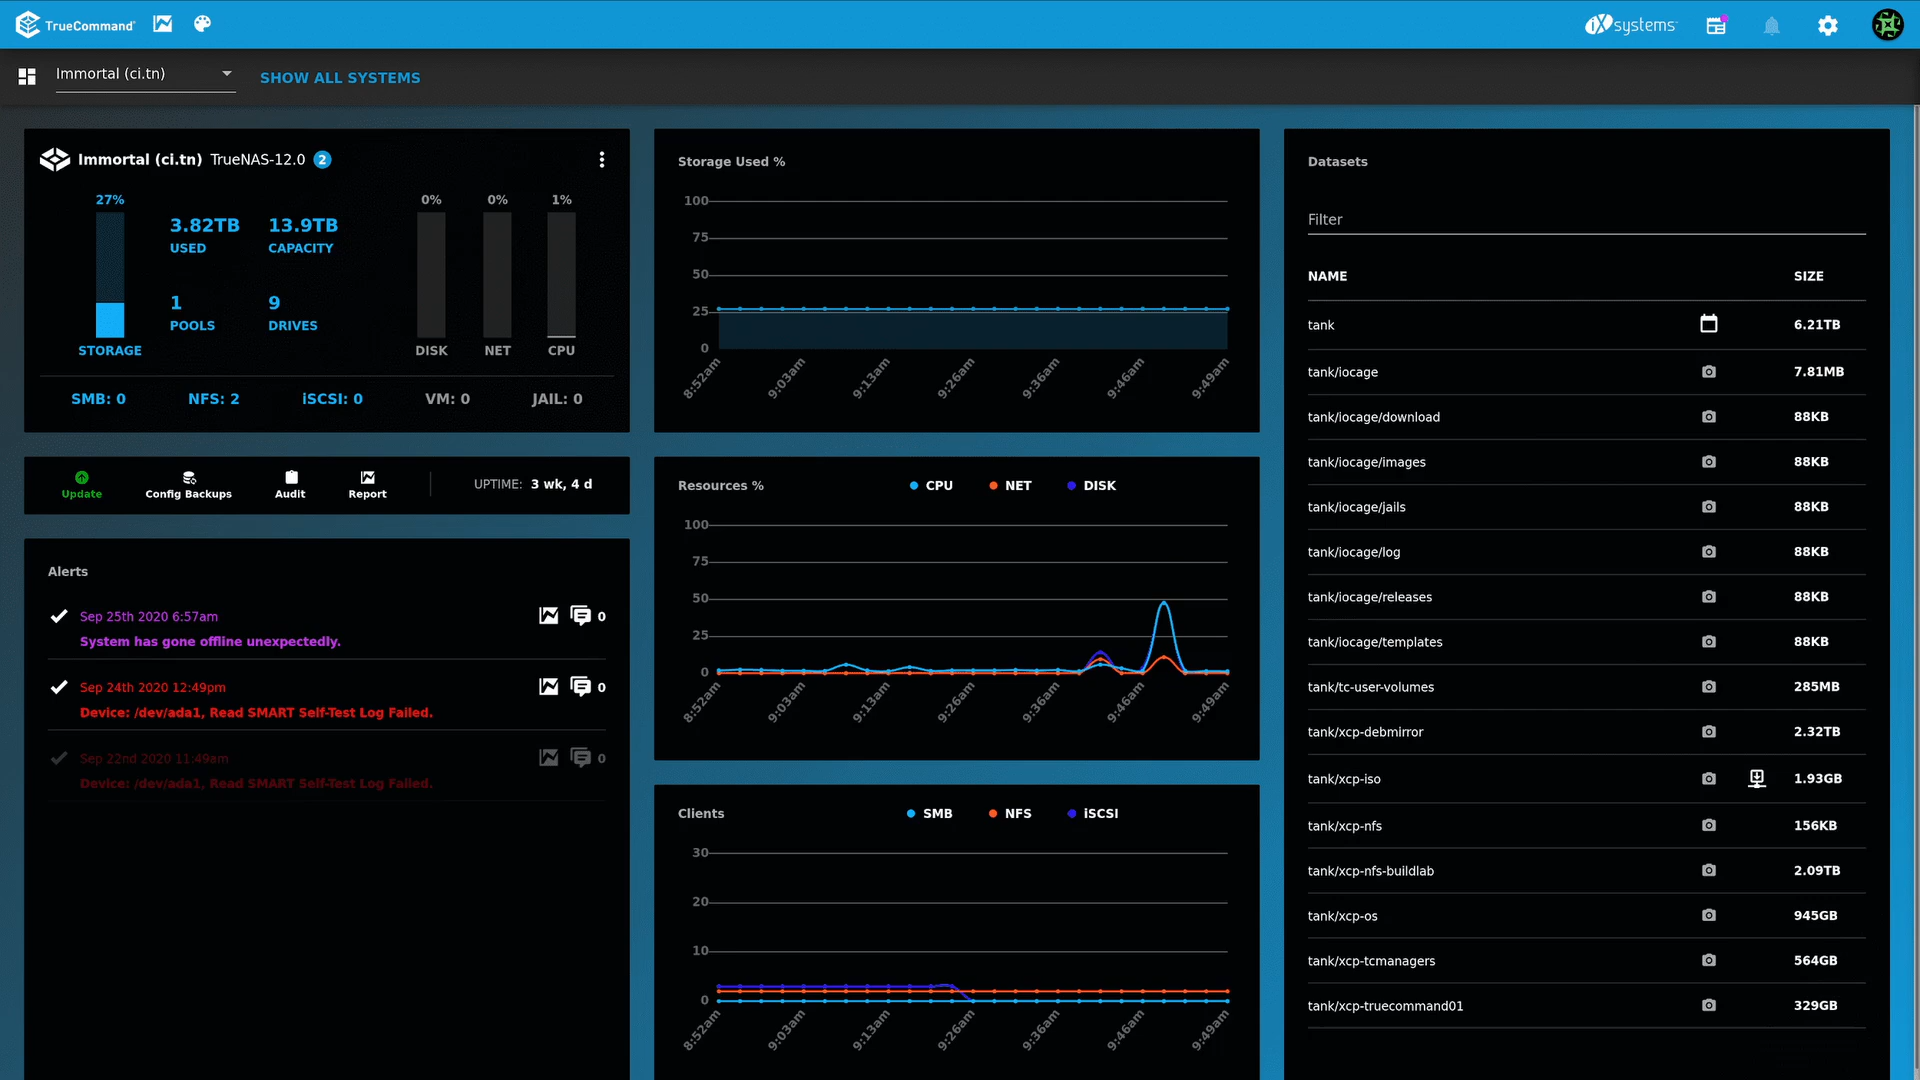 TrueCommand
iXsystems
Immortal (ci.tn)
SHOW ALL SYSTEMS
Immortal (ci.tn) TrueNAS-12.0 2
27%
3.82TB
USED
13.9TB
CAPACITY
1
POOLS
9
DRIVES
STORAGE
0%
0%
1%
DISK
NET
CPU
SMB: 0
NFS: 2
iSCSI: 0
VM: 0
JAIL: 0
Update
Config Backups
Audit
Report
UPTIME: 3 wk, 4 d
Alerts
Sep 25th 2020 6:57am
0
System has gone offline unexpectedly.
Sep 24th 2020 12:49pm
0
Device: /dev/ada1, Read SMART Self-Test Log Failed.
Sep 22nd 2020 11:49am
0
Device: /dev/ada1, Read SMART Self-Test Log Failed.
Storage Used %
100
75
50
25
0
8:52am
9:03am
9:13am
9:26am
9:36am
9:46am
9:49am
Resources %
CPU
NET
DISK
100
75
50
25
0
8:52am
9:03am
9:13am
9:26am
9:36am
9:46am
9:49am
Clients
SMB
NFS
iSCSI
30
20
10
0
8:52am
9:03am
9:13am
9:26am
9:36am
9:46am
9:49am
Datasets
Filter
NAME SIZE
tank 6.21TB
tank/iocage 7.81MB
tank/iocage/download 88KB
tank/iocage/images 88KB
tank/iocage/jails 88KB
tank/iocage/log 88KB
tank/iocage/releases 88KB
tank/iocage/templates 88KB
tank/tc-user-volumes 285MB
tank/xcp-debmirror 2.32TB
tank/xcp-iso 1.93GB
tank/xcp-nfs 156KB
tank/xcp-nfs-buildlab 2.09TB
tank/xcp-os 945GB
tank/xcp-tcmanagers 564GB
tank/xcp-truecommand01 329GB